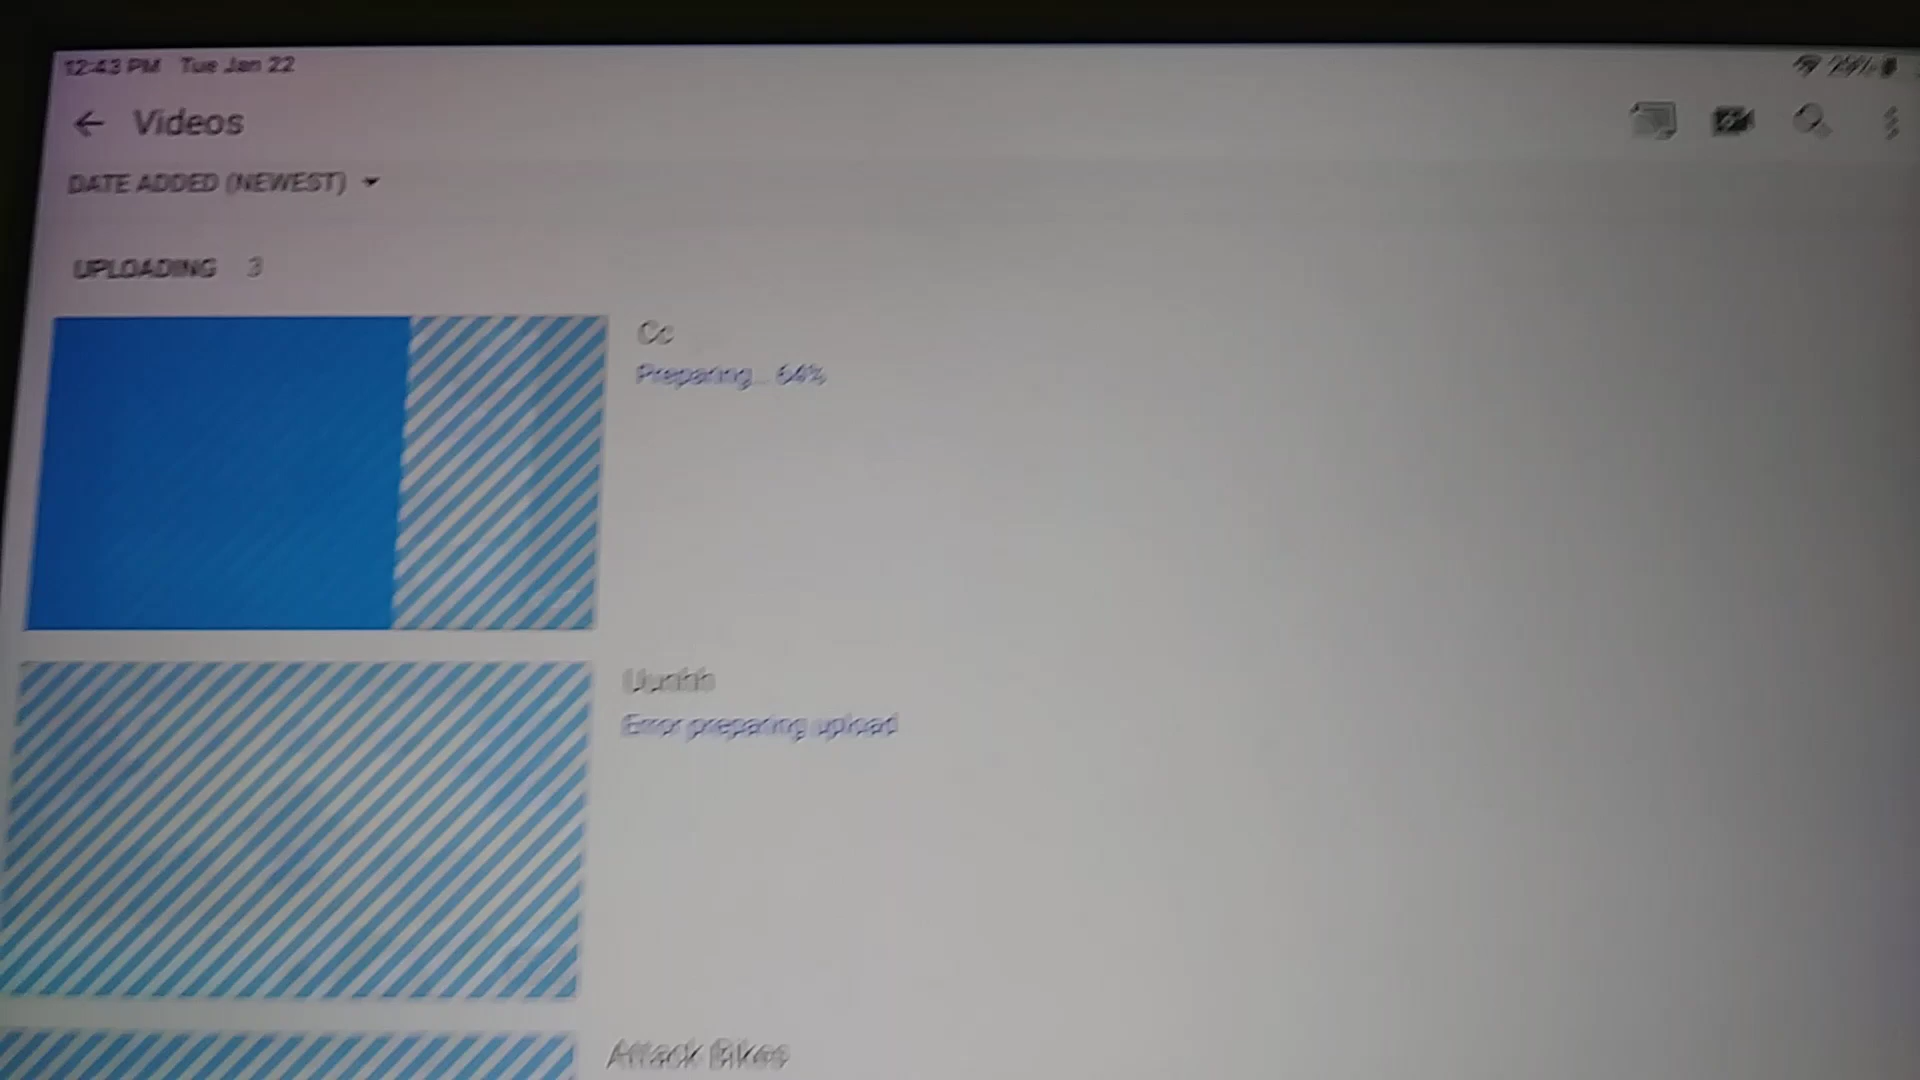 12:43 PM Tue Jan 22
Videos
DATE ADDED (NEWEST)
UPLOADING 3
Cc
Preparing... 64%
Error preparing upload
Attack Bikes